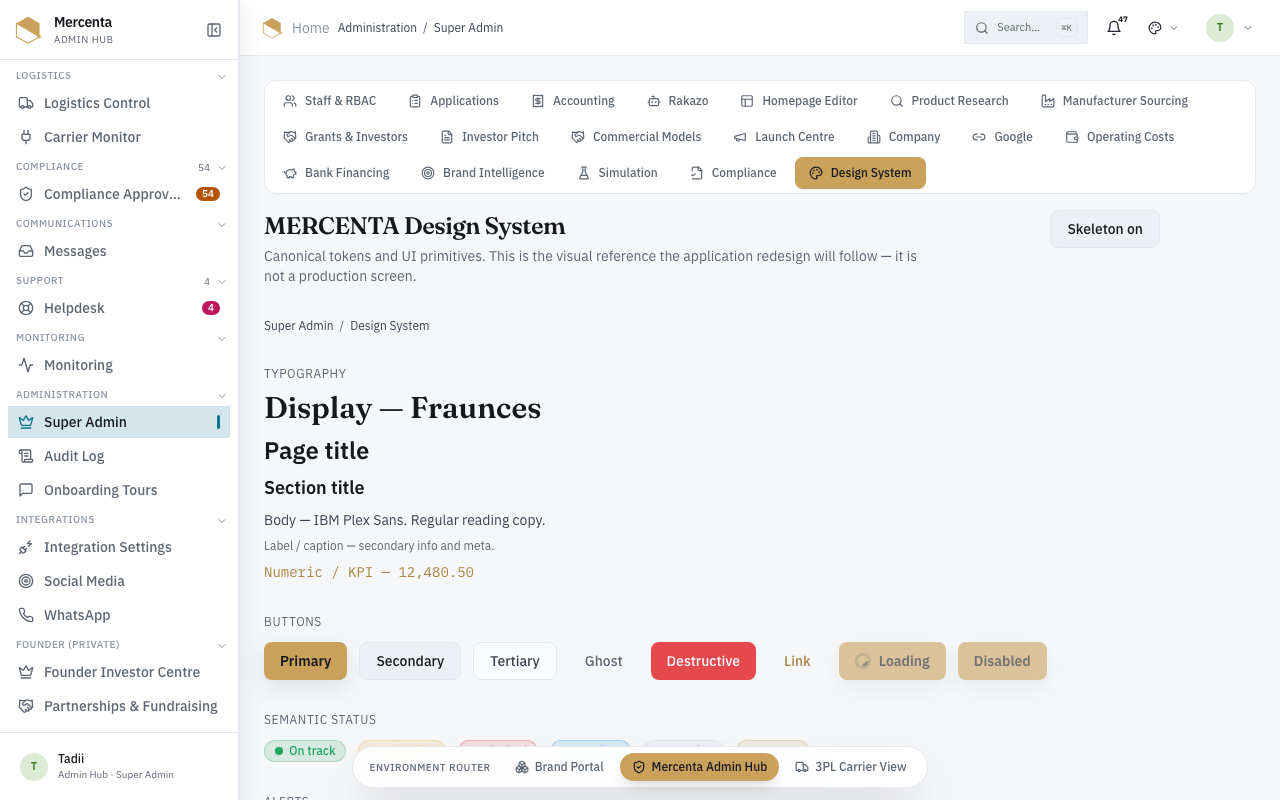 Mercenta
ADMIN HUB
LOGISTICS
Logistics Control
Carrier Monitor
COMPLIANCE 54
Compliance Approv... 54
COMMUNICATIONS
Messages
SUPPORT 4
Helpdesk 4
MONITORING
Monitoring
ADMINISTRATION
Super Admin
Audit Log
Onboarding Tours
INTEGRATIONS
Integration Settings
Social Media
WhatsApp
FOUNDER (PRIVATE)
Founder Investor Centre
Partnerships & Fundraising
T Tadii
Admin Hub · Super Admin
Home Administration / Super Admin
Search... ⌘K 47 T
Staff & RBAC Applications Accounting Rakazo Homepage Editor Product Research Manufacturer Sourcing
Grants & Investors Investor Pitch Commercial Models Launch Centre Company Google Operating Costs
Bank Financing Brand Intelligence Simulation Compliance Design System
MERCENTA Design System
Skeleton on
Canonical tokens and UI primitives. This is the visual reference the application redesign will follow — it is
not a production screen.
Super Admin / Design System
TYPOGRAPHY
Display — Fraunces
Page title
Section title
Body — IBM Plex Sans. Regular reading copy.
Label / caption — secondary info and meta.
Numeric / KPI — 12,480.50
BUTTONS
Primary Secondary Tertiary Ghost Destructive Link Loading Disabled
SEMANTIC STATUS
On track
ENVIRONMENT ROUTER Brand Portal Mercenta Admin Hub 3PL Carrier View
ALERTS